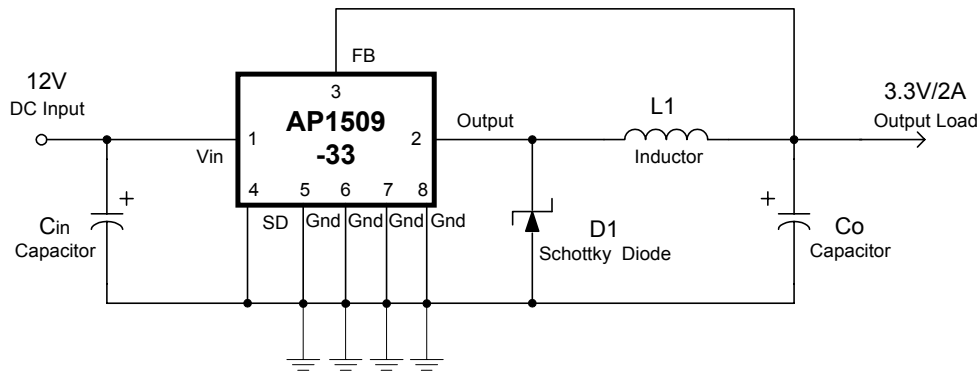 FB
12V
DC Input
3
AP1509
-33
1
2
Vin
Output
L1
Inductor
3.3V/2A
Output Load
4
5
6
7
8
SD
Gnd
Gnd
Gnd
Gnd
+
Cin
Capacitor
D1
Schottky Diode
+
Co
Capacitor